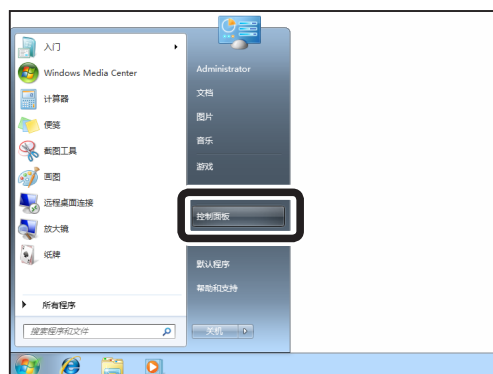 入门
Windows Media Center
计算器
便笺
截图工具
画图
远程桌面连接
放大镜
纸牌
所有程序
搜索程序和文件
Administrator
文档
图片
音乐
游戏
控制面板
默认程序
帮助和支持
关机